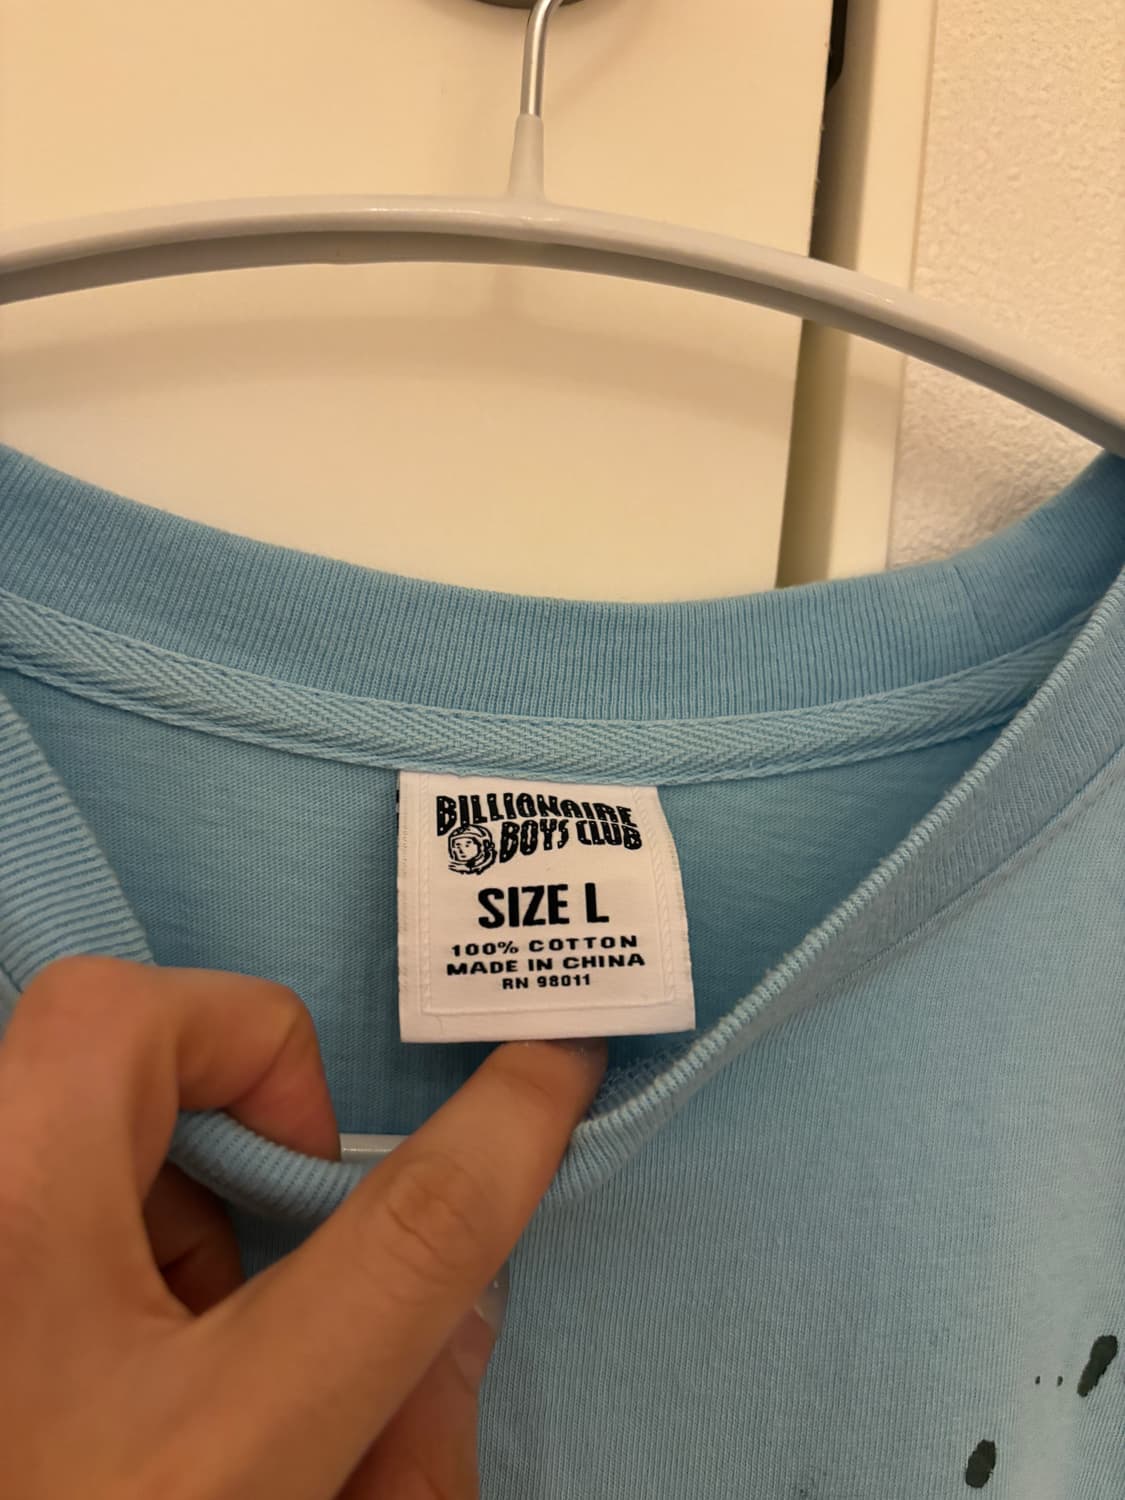 BILLIONAIRE
BOYS CLUB
SIZE L
100% COTTON
MADE IN CHINA
RN 98011